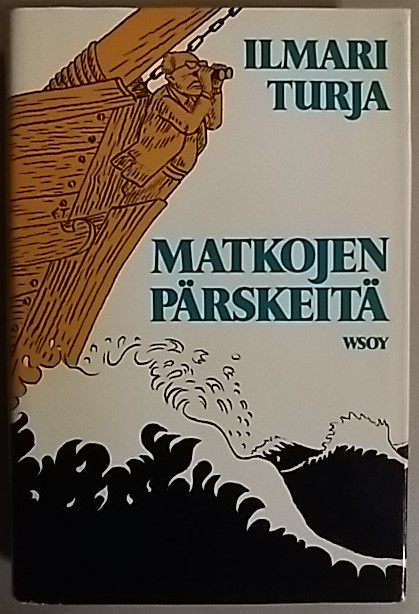 ILMARI
TURJA
MATKOJEN
PÄRSKEITÄ
WSOY